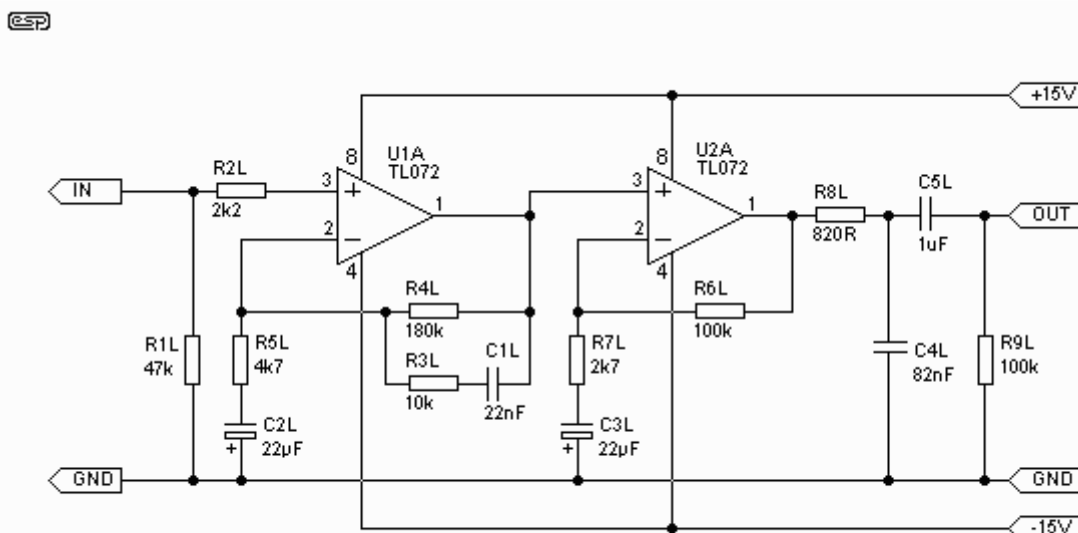 esp
+15V
U1A
TL072
U2A
TL072
8
8
R2L
2k2
IN
3
+
1
2
−
4
3
+
1
2
−
4
R8L
820R
C5L
1uF
OUT
R4L
180k
R6L
100k
R1L
47k
R5L
4k7
R3L
10k
C1L
22nF
R7L
2k7
C4L
82nF
R9L
100k
C2L
22µF
+
C3L
22µF
+
GND
GND
-15V